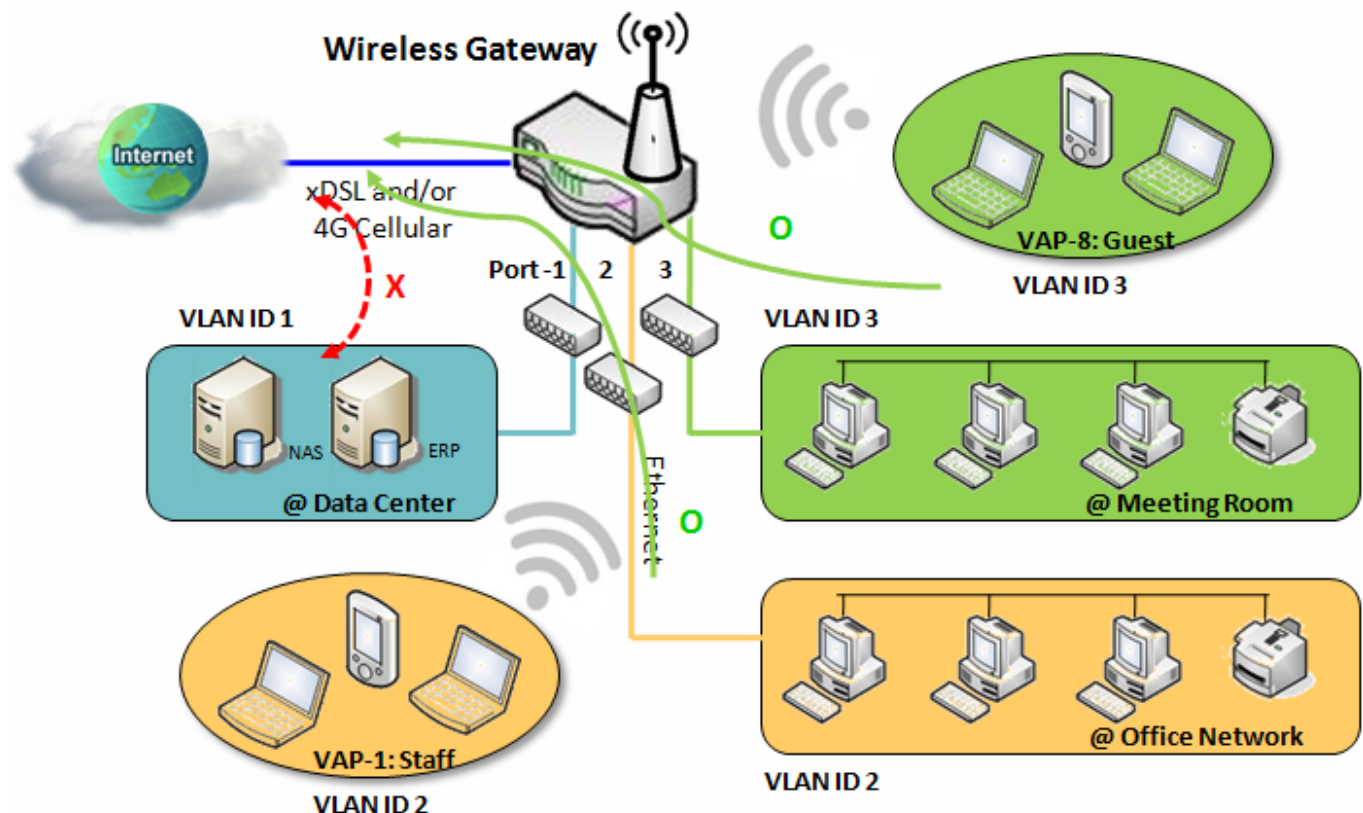 Wireless Gateway
Internet
xDSL and/or
4G Cellular
O
VAP-8: Guest
VLAN ID 3
Port -1
2
3
X
VLAN ID 1
VLAN ID 3
NAS
ERP
@ Data Center
Ethernet
O
@ Meeting Room
VAP-1: Staff
VLAN ID 2
@ Office Network
VLAN ID 2